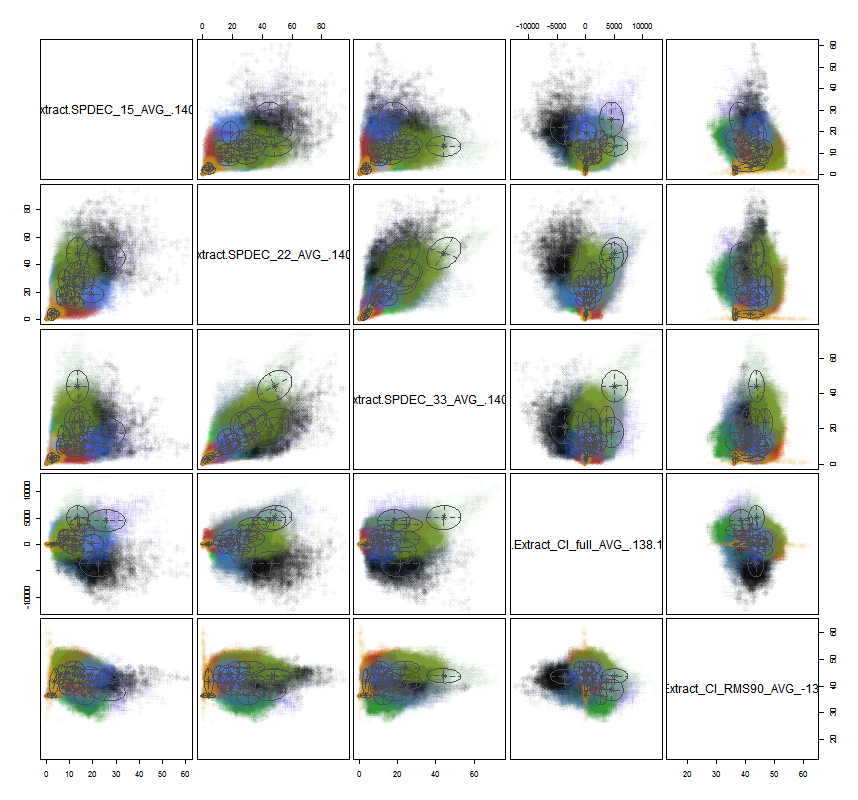 0 20 40 60 80
-10000 -5000 0 5000 10000
xtract.SPDEC_15_AVG_.140
0 10 20 30 40 50 60
0 20 40 60 80
xtract.SPDEC_22_AVG_.140
xtract.SPDEC_33_AVG_.140
0 20 40 60
-10000 0 5000 10000
.Extract_CI_full_AVG_.138.1
Extract_CI_RMS90_AVG_-13
20 30 40 50 60 80
0 10 20 30 40 50 60
0 20 40 60
20 30 40 50 60